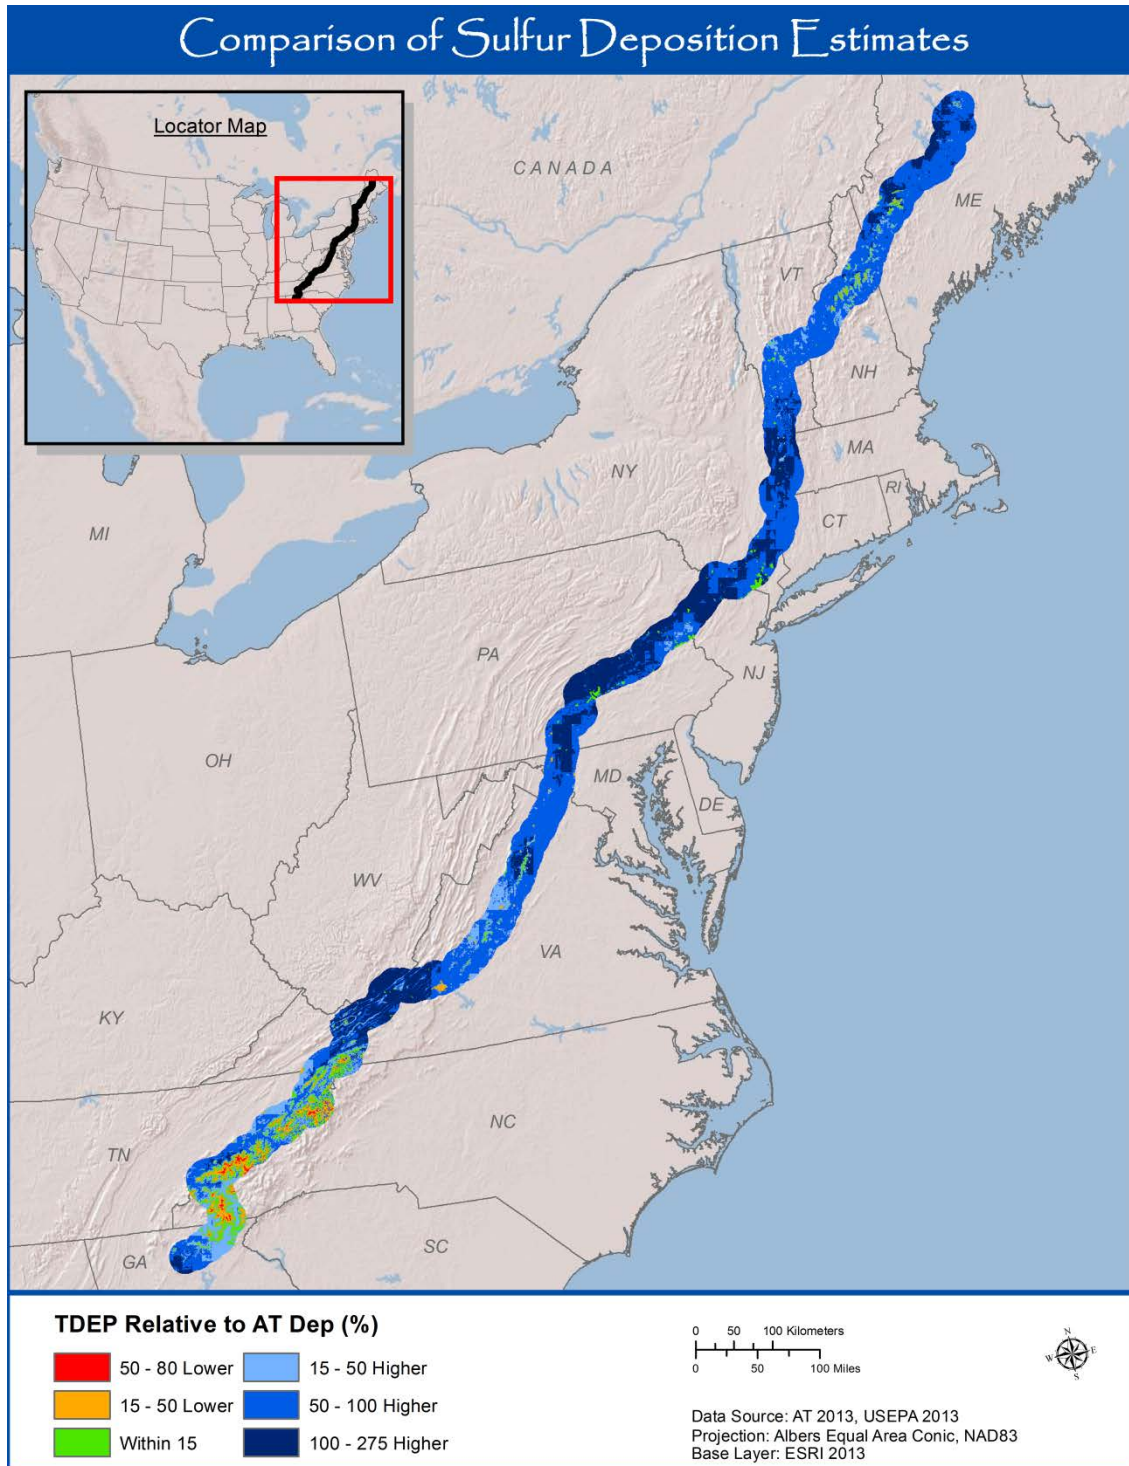 Comparison of Sulfur Deposition Estimates
Locator Map
CANADA
ME
VT
NH
MA
NY
RI
CT
MI
PA
NJ
OH
MD
DE
WV
VA
KY
NC
TN
SC
GA
TDEP Relative to AT Dep (%)
50 - 80 Lower
15 - 50 Lower
Within 15
15 - 50 Higher
50 - 100 Higher
100 - 275 Higher
0 50 100 Kilometers
0 50 100 Miles
N
W E
S
Data Source: AT 2013, USEPA 2013
Projection: Albers Equal Area Conic, NAD83
Base Layer: ESRI 2013